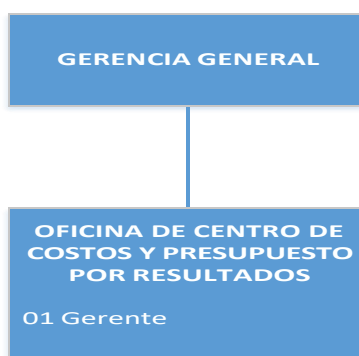 GERENCIA GENERAL
OFICINA DE CENTRO DE
COSTOS Y PRESUPUESTO
POR RESULTADOS
01 Gerente